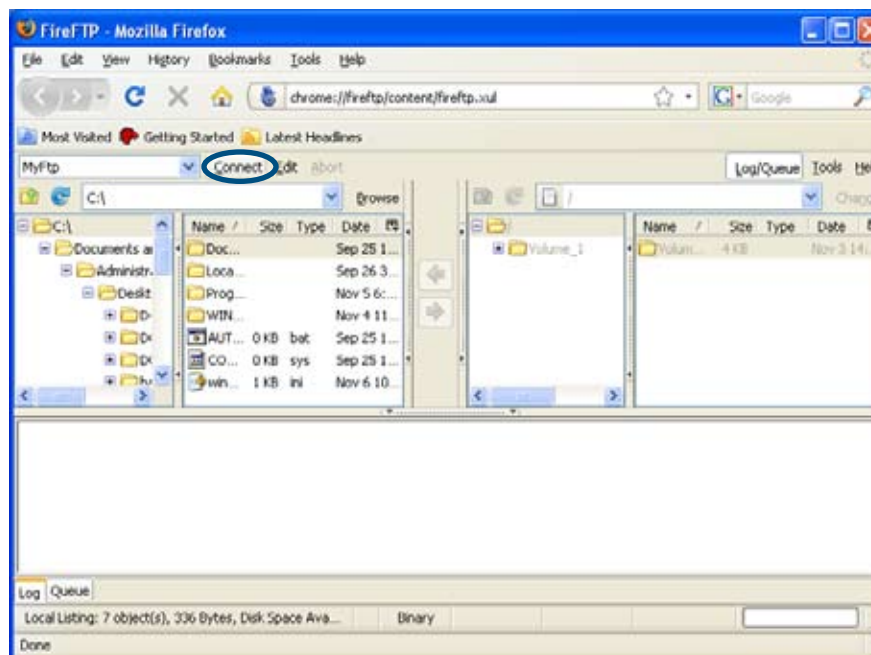 FireFTP - Mozilla Firefox
File Edit View History Bookmarks Tools Help
chrome://fireftp/content/fireftp.xul
Google
Most Visited Getting Started Latest Headlines
MyFtp Connect Edit Abort Log/Queue Tools
C:\ Browse /
C:\ Name Size Type Date / Name Size Type Date
Documents Doc... Sep 25 1... Volume_1 Volum... 4 KB Nov 3 14:...
Administr Loca... Sep 26 3...
Deskt Prog... Nov 5 6:...
D WIN... Nov 4 11...
AUT... 0 KB bat Sep 25 1...
CO... 0 KB sys Sep 25 1...
win... 1 KB ini Nov 6 10...
Log Queue
Local Listing: 7 object(s), 336 Bytes, Disk Space Ava... Binary
Done